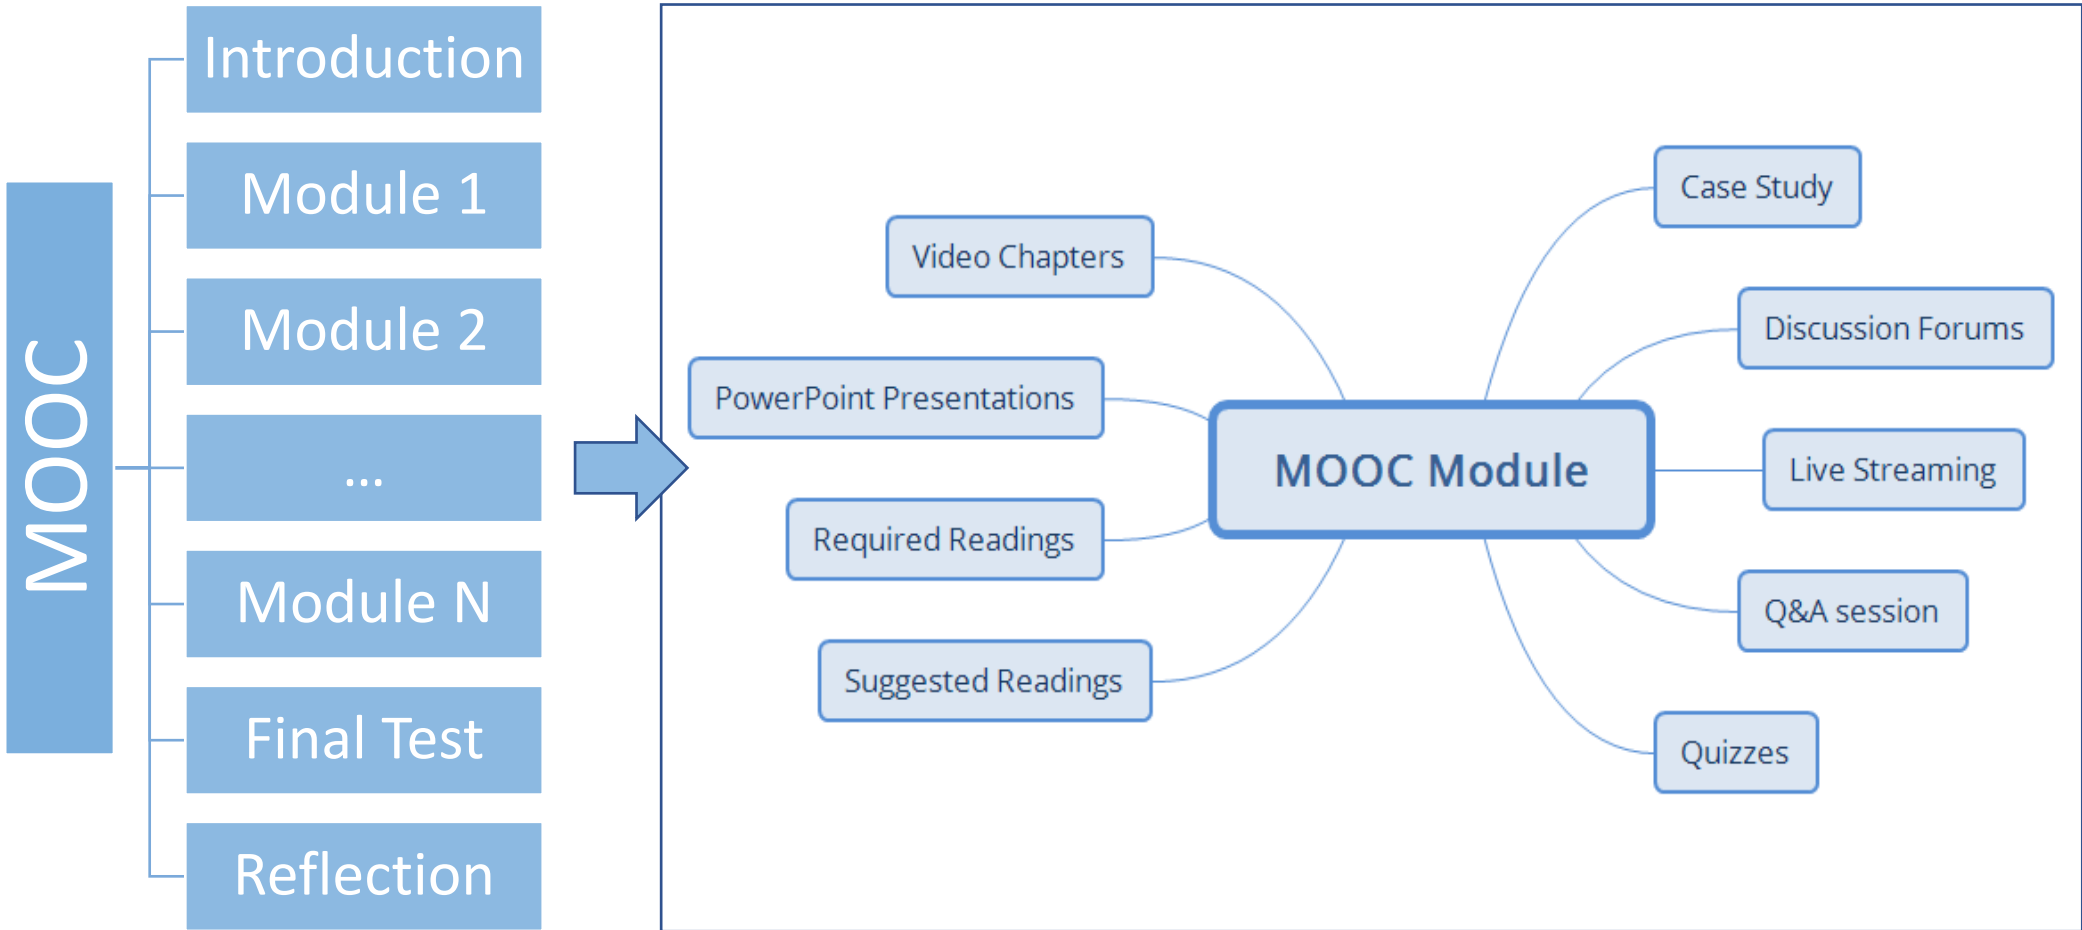 MOOC
Introduction
Module 1
Module 2
...
Module N
Final Test
Reflection
Video Chapters
PowerPoint Presentations
Required Readings
Suggested Readings
MOOC Module
Case Study
Discussion Forums
Live Streaming
Q&A session
Quizzes